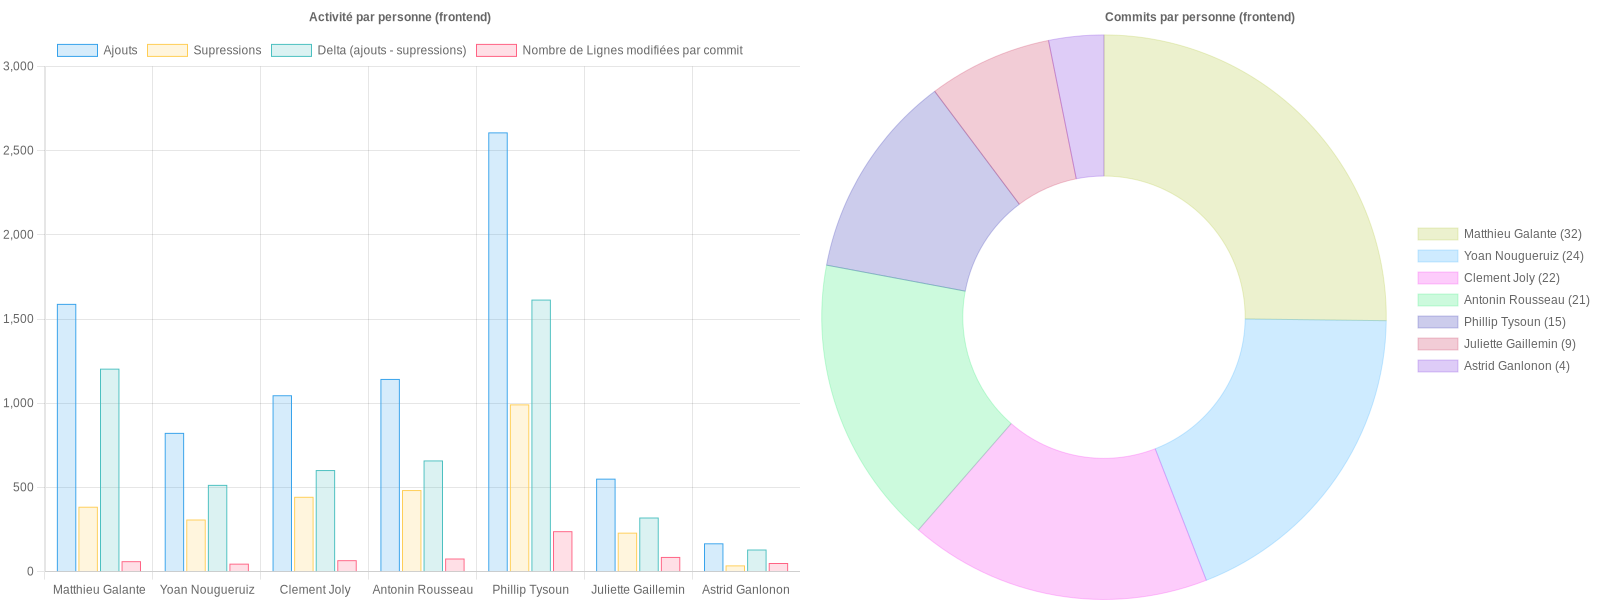 Activité par personne (frontend)
Ajouts
Supressions
Delta (ajouts - supressions)
Nombre de Lignes modifiées par commit
3,000
2,500
2,000
1,500
1,000
500
0
Matthieu Galante
Yoan Nougueruiz
Clement Joly
Antonin Rousseau
Phillip Tysoun
Juliette Gaillemin
Astrid Ganlonon
Commits par personne (frontend)
Matthieu Galante (32)
Yoan Nougueruiz (24)
Clement Joly (22)
Antonin Rousseau (21)
Phillip Tysoun (15)
Juliette Gaillemin (9)
Astrid Ganlonon (4)